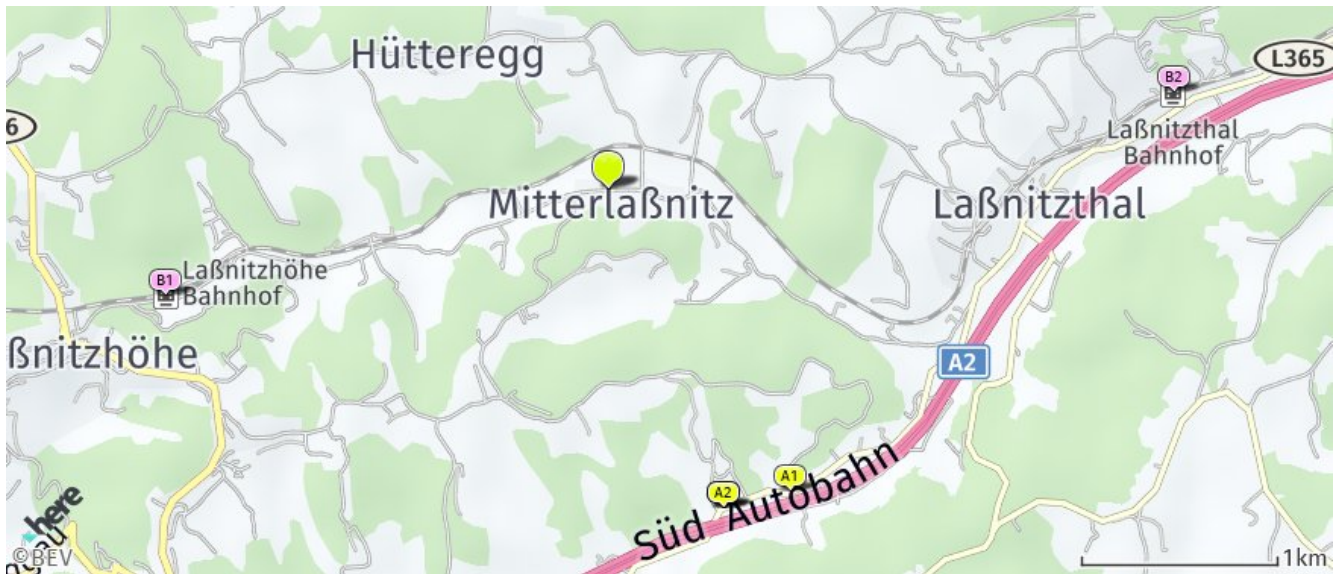 Hütteregg
L365
B2
6
Laßnitzthal
Bahnhof
Mitterlaßnitz
Laßnitzthal
B1
Laßnitzhöhe
Bahnhof
ßnitzhöhe
A2
A1
A2
Süd Autobahn
here
©BEV
1km